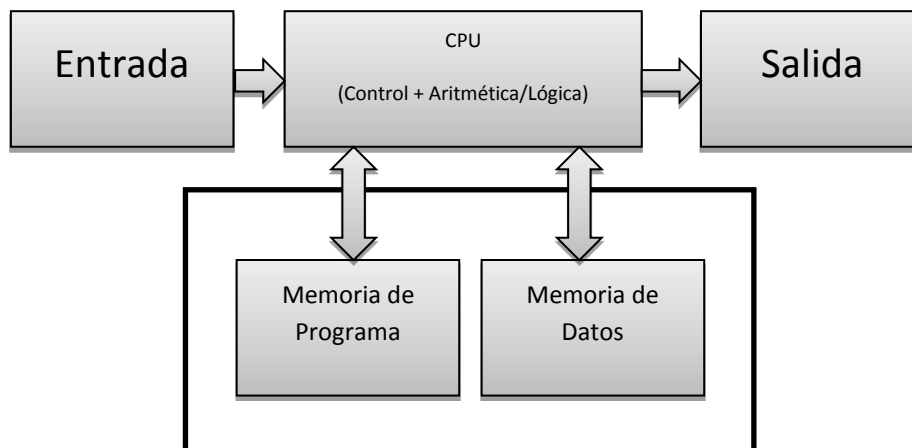 Entrada
CPU
(Control + Aritmética/Lógica)
Salida
Memoria de
Programa
Memoria de
Datos